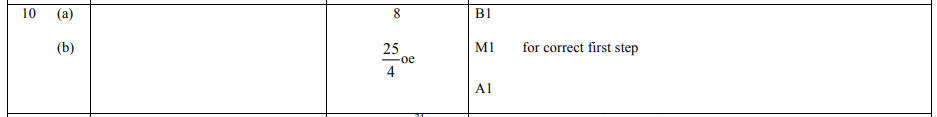 10 (a) 8 B1
(b) 25/4 oe M1 for correct first step
A1